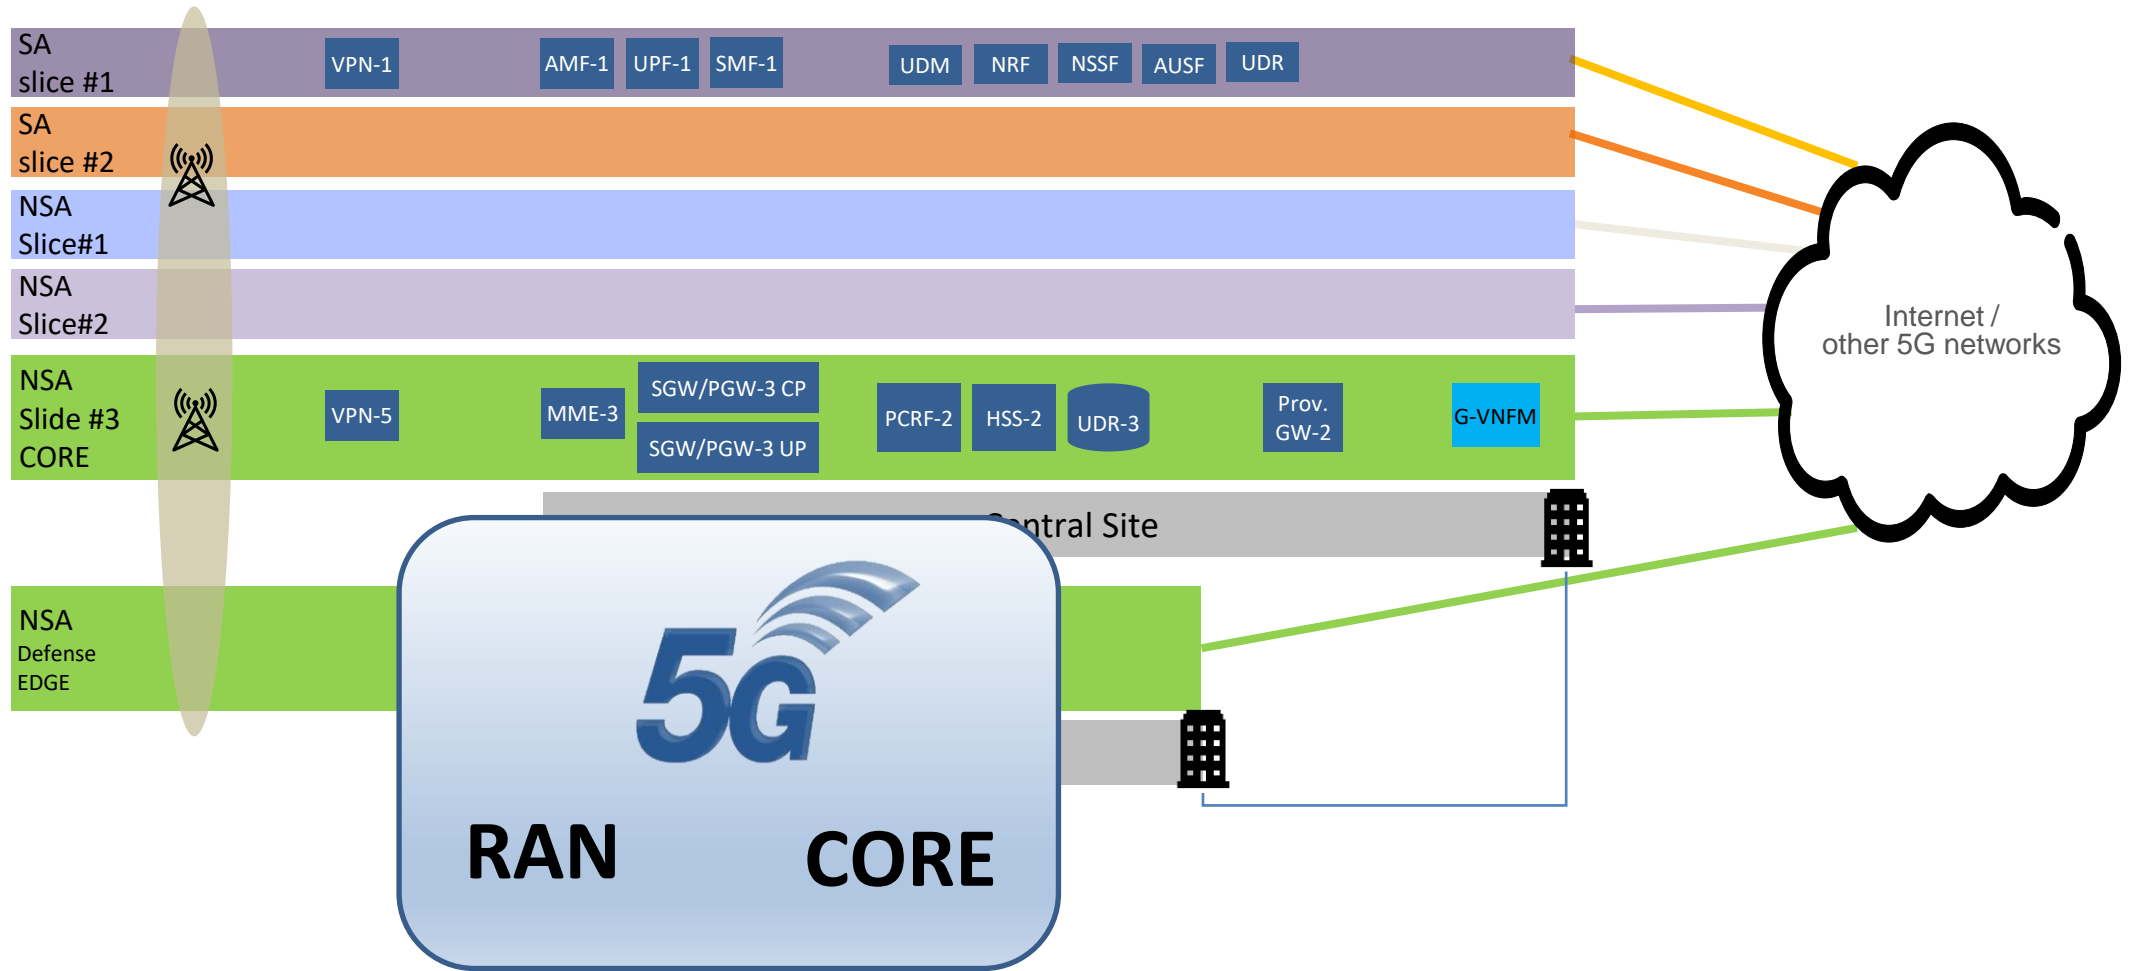 SA
slice #1
VPN-1
AMF-1
UPF-1
SMF-1
UDM
NRF
NSSF
AUSF
UDR
SA
slice #2
NSA
Slice#1
NSA
Slice#2
Internet /
other 5G networks
NSA
Slide #3
CORE
VPN-5
MME-3
SGW/PGW-3 CP
SGW/PGW-3 UP
PCRF-2
HSS-2
UDR-3
Prov.
GW-2
G-VNFM
Central Site
NSA
Defense
EDGE
5G
RAN
CORE